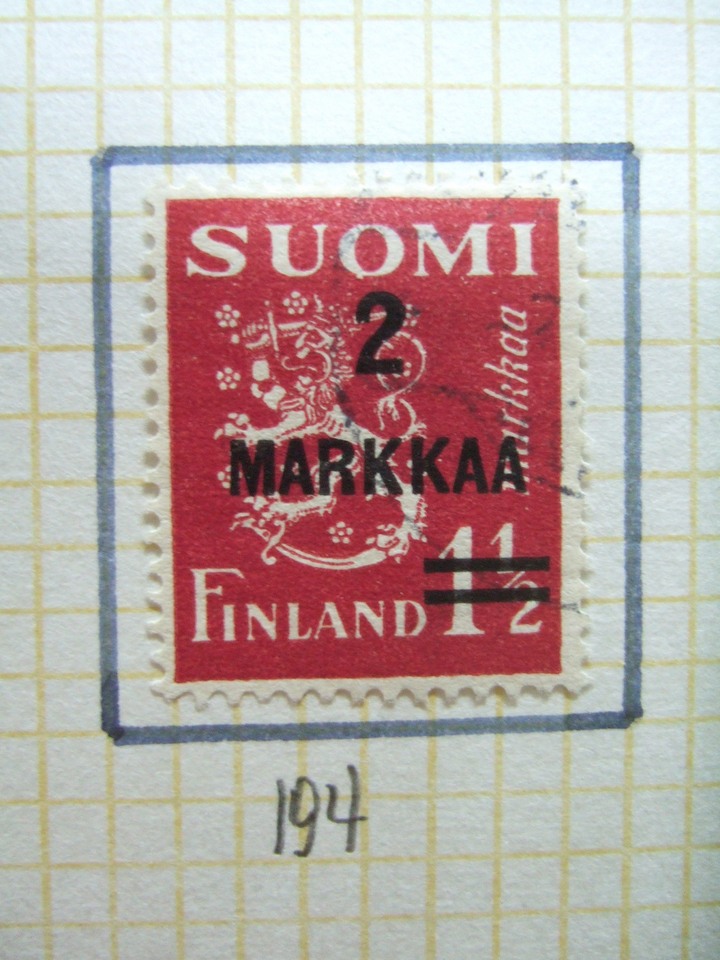 SUOMI
2
markkaa
MARKKAA
1½
FINLAND
194